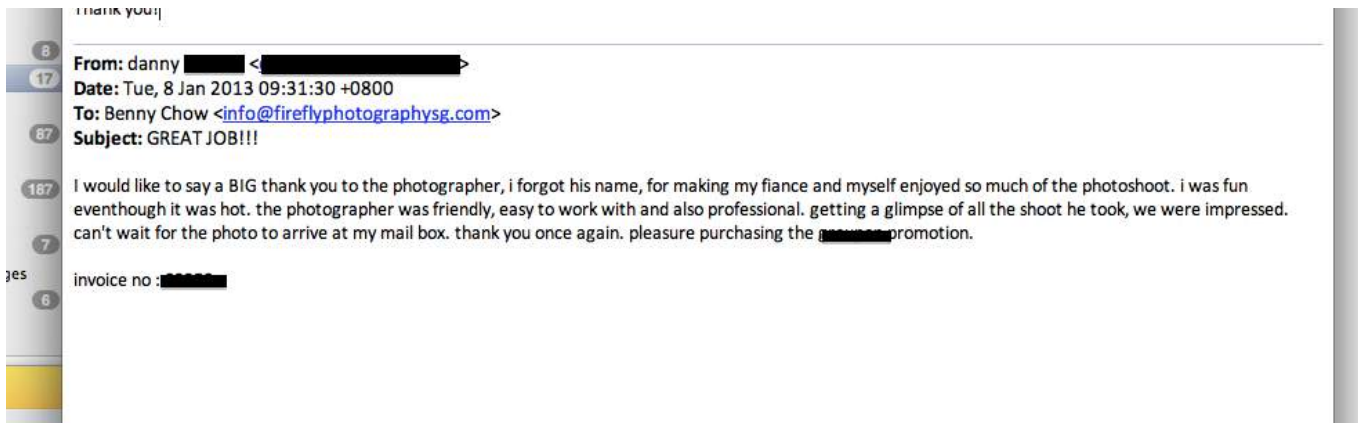 Thank you!
8
From: danny <
>
17
Date: Tue, 8 Jan 2013 09:31:30 +0800
To: Benny Chow <info@fireflyphotographysg.com>
87
Subject: GREAT JOB!!!
187
I would like to say a BIG thank you to the photographer, i forgot his name, for making my fiance and myself enjoyed so much of the photoshoot. i was fun
eventhough it was hot. the photographer was friendly, easy to work with and also professional. getting a glimpse of all the shoot he took, we were impressed.
7
can't wait for the photo to arrive at my mail box. thank you once again. pleasure purchasing the promotion.
ges
invoice no :
6